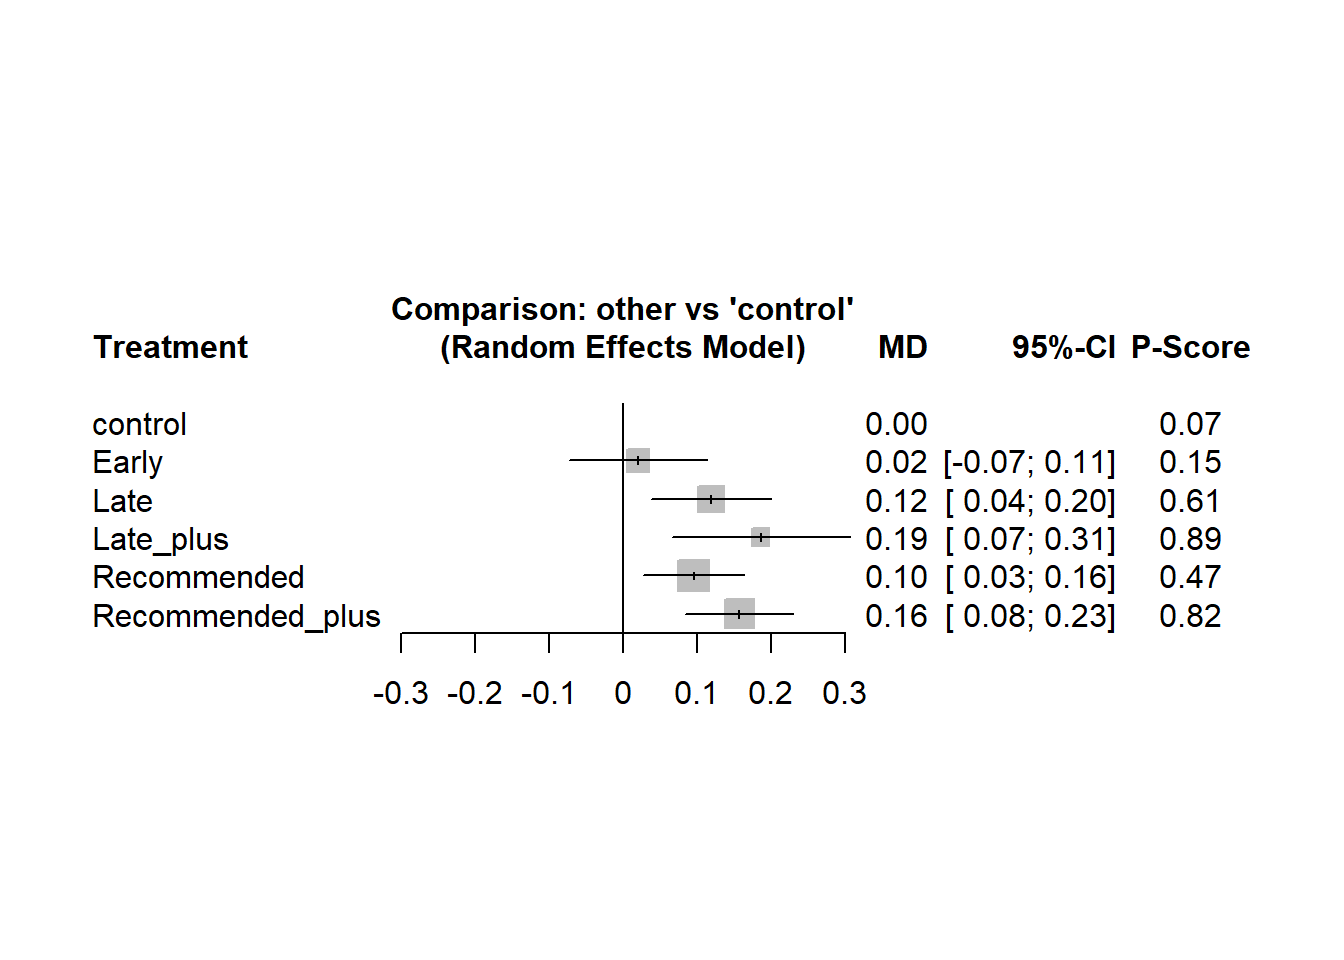 Comparison: other vs 'control'
Treatment (Random Effects Model) MD 95%-CI P-Score
control 0.00 0.07
Early 0.02 [-0.07; 0.11] 0.15
Late 0.12 [ 0.04; 0.20] 0.61
Late_plus 0.19 [ 0.07; 0.31] 0.89
Recommended 0.10 [ 0.03; 0.16] 0.47
Recommended_plus 0.16 [ 0.08; 0.23] 0.82
-0.3 -0.2 -0.1 0 0.1 0.2 0.3